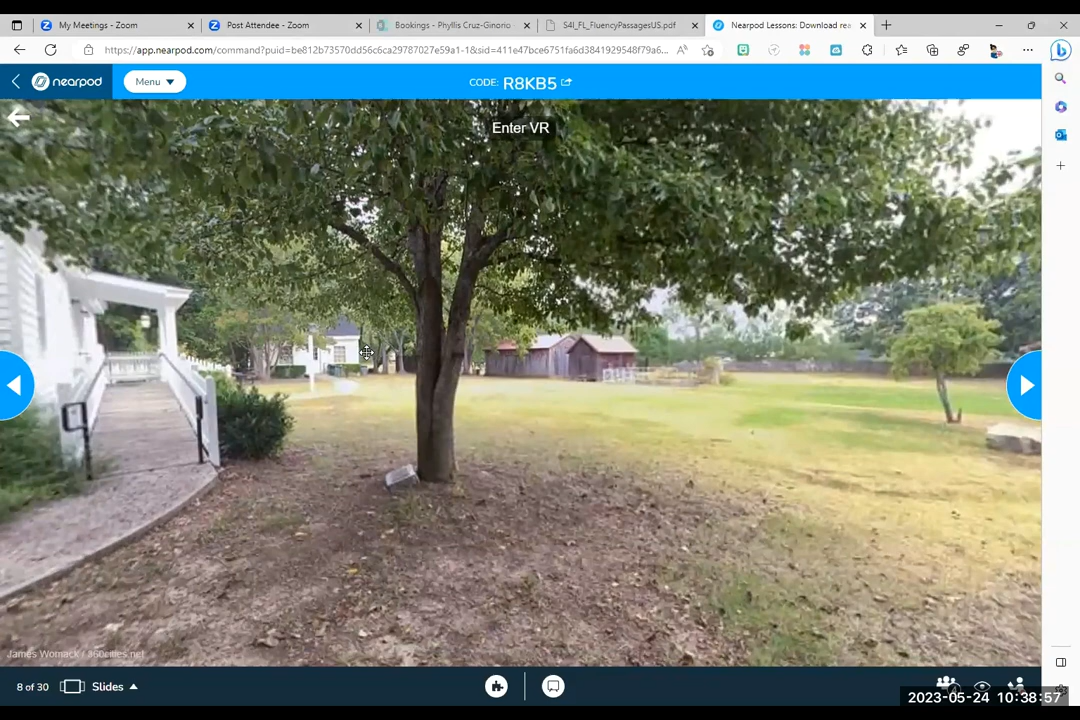 My Meetings - Zoom
Post Attendee - Zoom
Bookings - Phyllis Cruz-Ginorio
S4I_FL_FluencyPassagesUS.pdf
Nearpod Lessons: Download rea
https://app.nearpod.com/command?puid=be812b73570dd56c6ca29787027e59a1-1&sid=411e47bce6751fa6d3841929548f79a6...
nearpod
Menu
CODE: R8KB5
Enter VR
James Womack / 360cities.net
8 of 30
Slides
2023-05-24 10:38:57